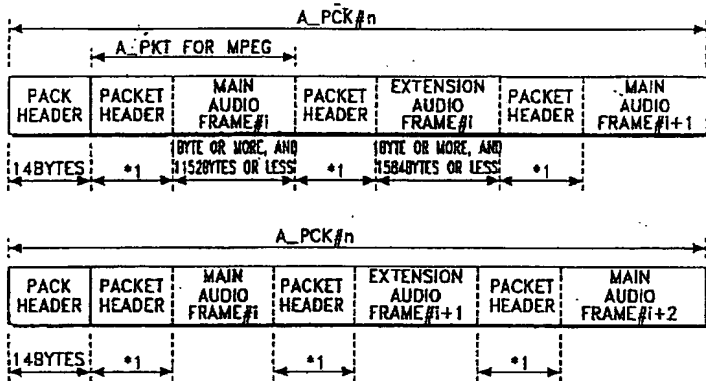 A_PCK#n
A_PKT FOR MPEG
PACK HEADER
PACKET HEADER
MAIN AUDIO FRAME#i
PACKET HEADER
EXTENSION AUDIO FRAME#i
PACKET HEADER
MAIN AUDIO FRAME#i+1
14BYTES
*1
1BYTE OR MORE, AND 1152BYTES OR LESS
*1
1BYTE OR MORE, AND 1584BYTES OR LESS
*1
A_PCK#n
PACK HEADER
PACKET HEADER
MAIN AUDIO FRAME#i
PACKET HEADER
EXTENSION AUDIO FRAME#i+1
PACKET HEADER
MAIN AUDIO FRAME#i+2
14BYTES
*1
*1
*1